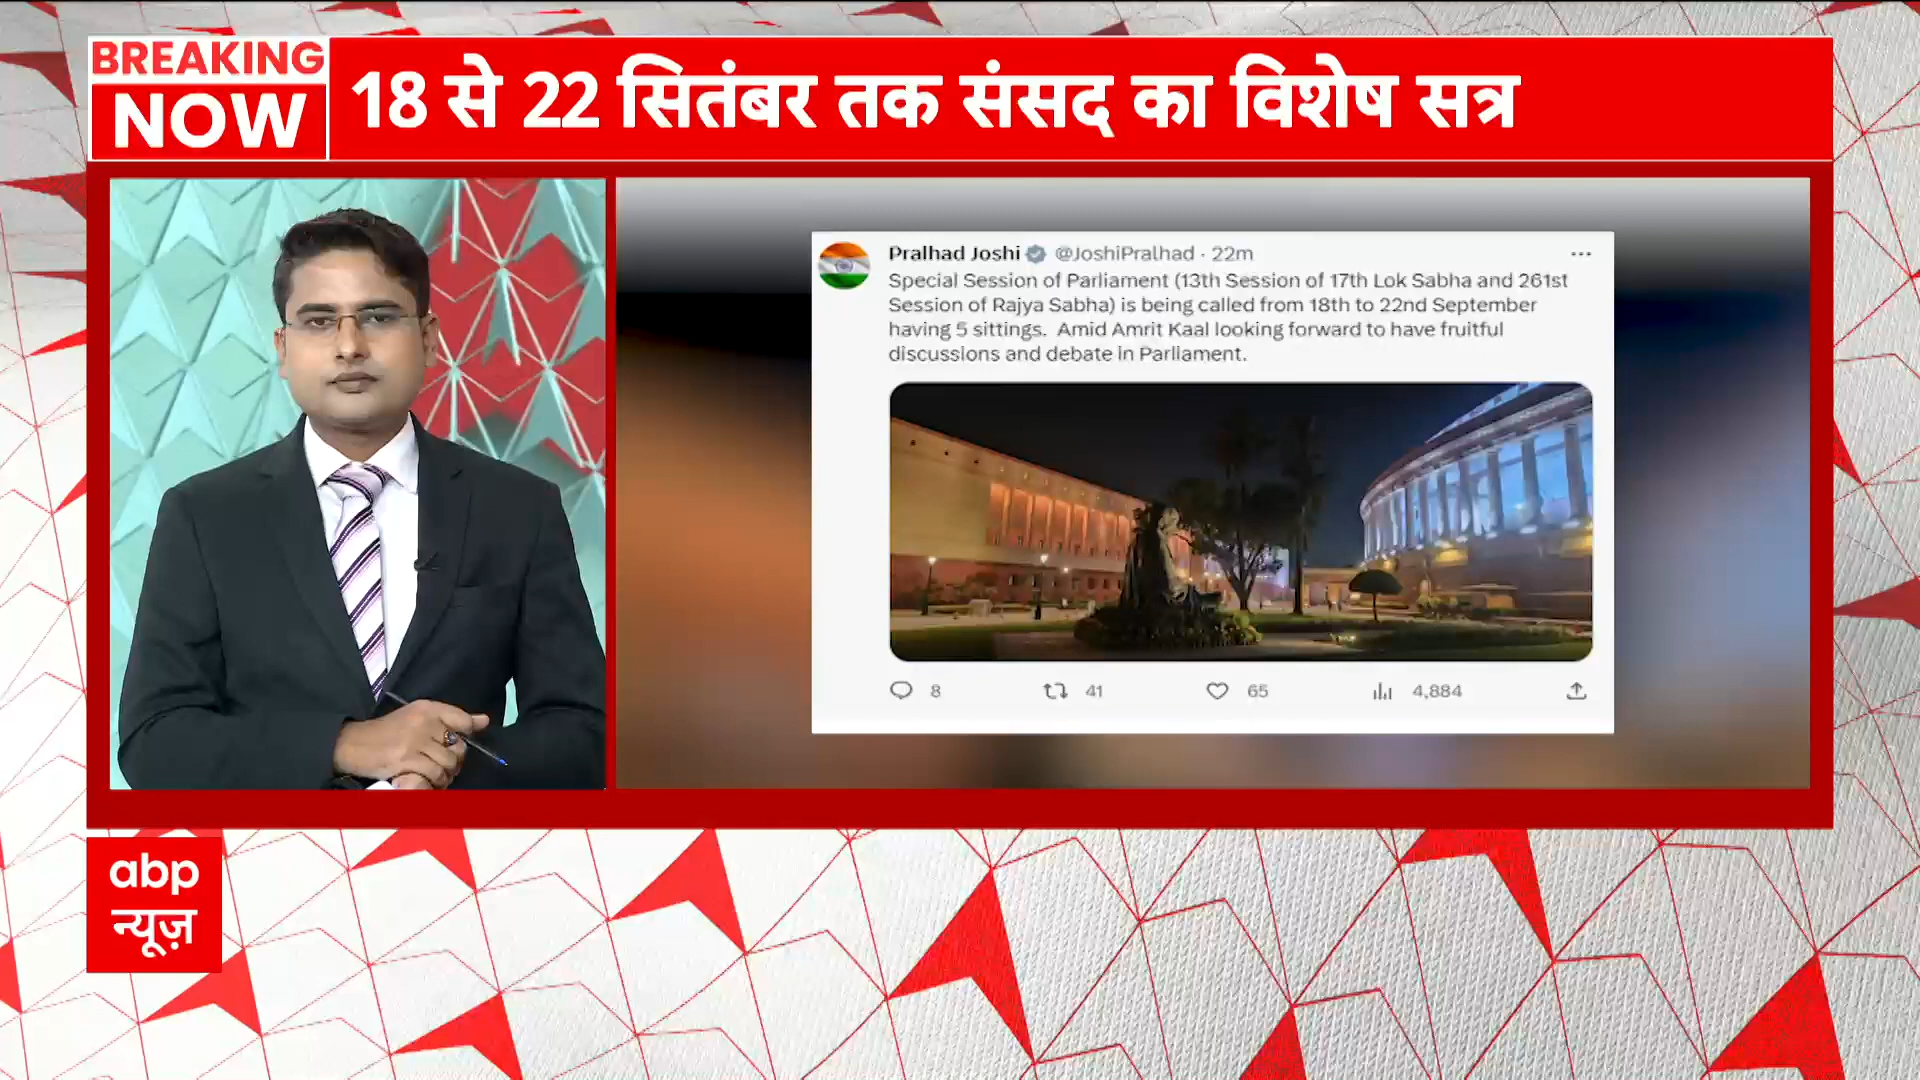 BREAKING
NOW
18 से 22 सितंबर तक संसद का विशेष सत्र
Pralhad Joshi @JoshiPralhad · 22m
Special Session of Parliament (13th Session of 17th Lok Sabha and 261st
Session of Rajya Sabha) is being called from 18th to 22nd September
having 5 sittings. Amid Amrit Kaal looking forward to have fruitful
discussions and debate in Parliament.
8 41 65 4,884
abp
न्यूज़